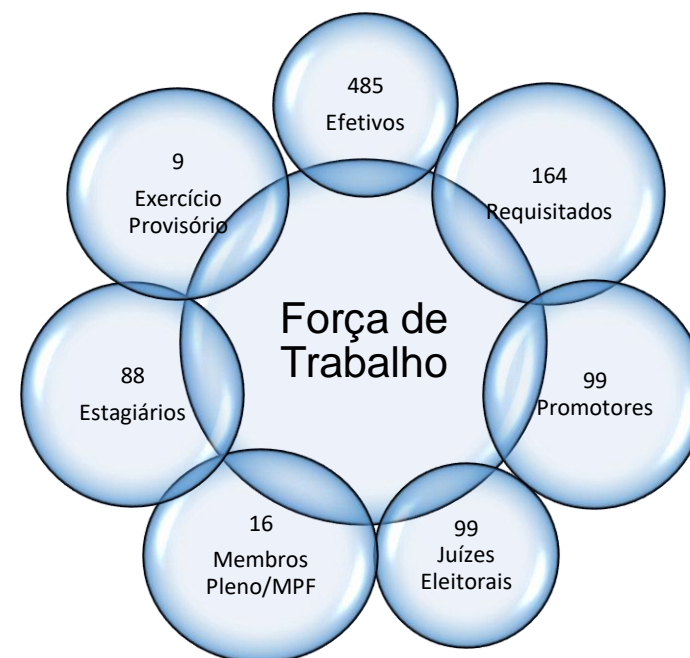 485
Efetivos
164
Requisitados
99
Promotores
99
Juízes
Eleitorais
16
Membros
Pleno/MPF
88
Estagiários
9
Exercício
Provisório
Força de
Trabalho